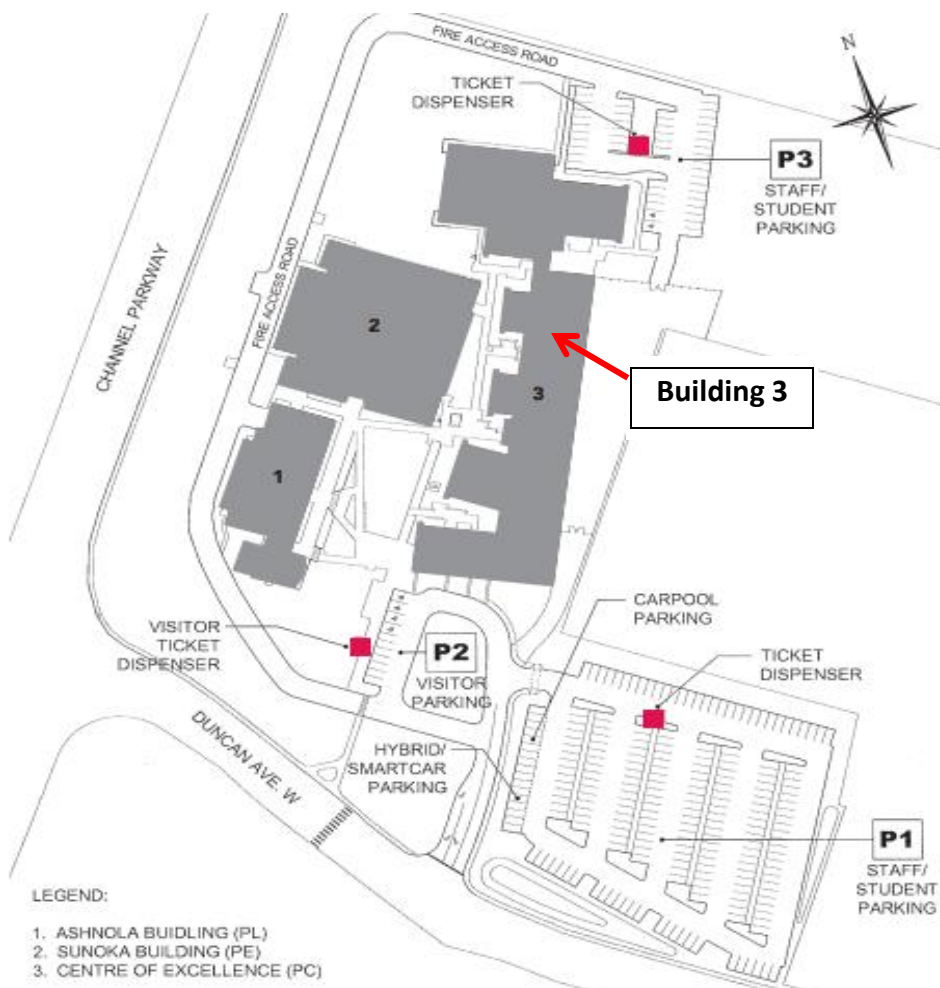 FIRE ACCESS ROAD
N
TICKET
DISPENSER
P3
STAFF/
STUDENT
PARKING
CHANNEL PARKWAY
FIRE ACCESS ROAD
2
3
Building 3
1
CARPOOL
PARKING
VISITOR
TICKET
DISPENSER
P2
VISITOR
PARKING
TICKET
DISPENSER
DUNCAN AVE. W
HYBRID/
SMARTCAR
PARKING
P1
STAFF/
STUDENT
PARKING
LEGEND:
1. ASHNOLA BUIDLING (PL)
2. SUNOKA BUILDING (PE)
3. CENTRE OF EXCELLENCE (PC)